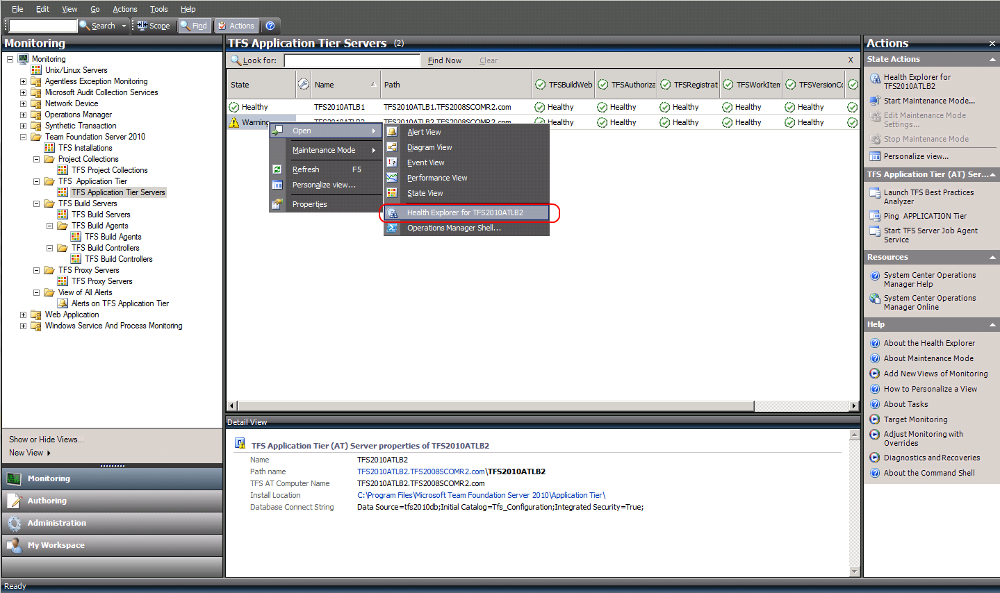 File Edit View Go Actions Tools Help
Search Scope Find Actions
Monitoring
Monitoring
Unix/Linux Servers
Agentless Exception Monitoring
Microsoft Audit Collection Services
Network Device
Operations Manager
Synthetic Transaction
Team Foundation Server 2010
TFS Installations
Project Collections
TFS Project Collections
TFS Application Tier
TFS Application Tier Servers
TFS Build Servers
TFS Build Servers
TFS Build Agents
TFS Build Agents
TFS Build Controllers
TFS Build Controllers
TFS Proxy Servers
TFS Proxy Servers
View of All Alerts
Alerts on TFS Application Tier
Web Application
Windows Service And Process Monitoring
Show or Hide Views...
New View
Monitoring
Authoring
Administration
My Workspace
Ready
TFS Application Tier Servers (2)
Look for: Find Now Clear X
State Name Path TFSBuildWeb TFSAuthoriza TFSRegistrat TFSWorkItem TFSVersionCo
Healthy TFS2010ATLB1 TFS2010ATLB1.TFS2008SCOMR2.com Healthy Healthy Healthy Healthy Healthy
Warning TFS2010ATLB2 TFS2010ATLB2.TFS2008SCOMR2.com Healthy Healthy Healthy Healthy Healthy
Open
Maintenance Mode
Refresh F5
Personalize view...
Properties
Alert View
Diagram View
Event View
Performance View
State View
Health Explorer for TFS2010ATLB2
Operations Manager Shell...
Detail View
TFS Application Tier (AT) Server properties of TFS2010ATLB2
Name TFS2010ATLB2
Path name TFS2010ATLB2.TFS2008SCOMR2.com\TFS2010ATLB2
TFS AT Computer Name TFS2010ATLB2.TFS2008SCOMR2.com
Install Location C:\Program Files\Microsoft Team Foundation Server 2010\Application Tier\
Database Connect String Data Source=tfs2010db;Initial Catalog=Tfs_Configuration;Integrated Security=True;
Actions
State Actions
Health Explorer for
TFS2010ATLB2
Start Maintenance Mode...
Edit Maintenance Mode
Settings...
Stop Maintenance Mode
Personalize view...
TFS Application Tier (AT) Ser...
Launch TFS Best Practices
Analyzer
Ping APPLICATION Tier
Start TFS Server Job Agent
Service
Resources
System Center Operations
Manager Help
System Center Operations
Manager Online
Help
About the Health Explorer
About Maintenance Mode
Add New Views of Monitoring
How to Personalize a View
About Tasks
Target Monitoring
Adjust Monitoring with
Overrides
Diagnostics and Recoveries
About the Command Shell